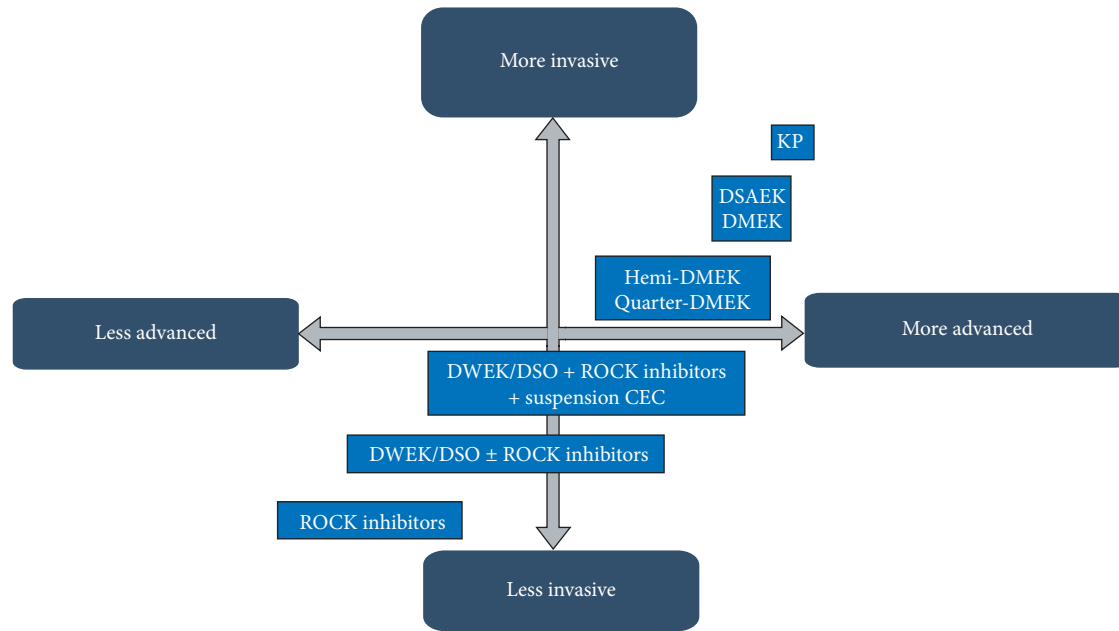 More invasive
KP
DSAEK
DMEK
Hemi-DMEK
Quarter-DMEK
Less advanced
More advanced
DWEK/DSO + ROCK inhibitors
+ suspension CEC
DWEK/DSO ± ROCK inhibitors
ROCK inhibitors
Less invasive